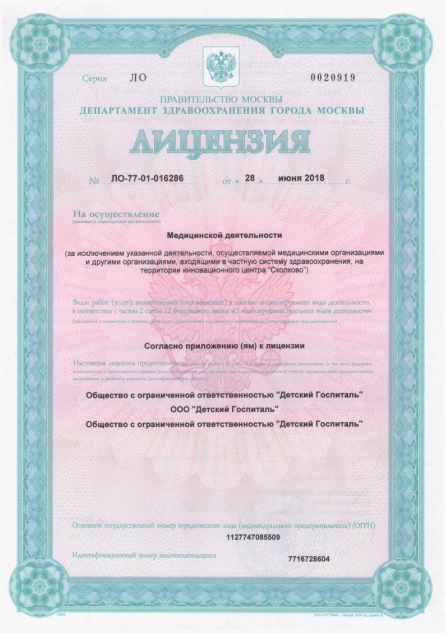 Серия ЛО 0020919
ПРАВИТЕЛЬСТВО МОСКВЫ
ДЕПАРТАМЕНТ ЗДРАВООХРАНЕНИЯ ГОРОДА МОСКВЫ
ЛИЦЕНЗИЯ
№ ЛО-77-01-016286 от « 28 » июня 2018 г.
На осуществление
Медицинской деятельности
(за исключением указанной деятельности, осуществляемой медицинскими организациями
и другими организациями, входящими в частную систему здравоохранения, на
территории инновационного центра "Сколково")
Виды работ (услуг), выполняемых (оказываемых) в составе лицензируемого вида деятельности,
в соответствии с частью 2 статьи 12 Федерального закона «О лицензировании отдельных видов деятельности»
Согласно приложению (ям) к лицензии
Настоящая лицензия предоставлена
Общество с ограниченной ответственностью "Детский Госпиталь"
ООО "Детский Госпиталь"
Общество с ограниченной ответственностью "Детский Госпиталь"
Основной государственный номер юридического лица (индивидуального предпринимателя) (ОГРН)
1127747085509
Идентификационный номер налогоплательщика
7716728604